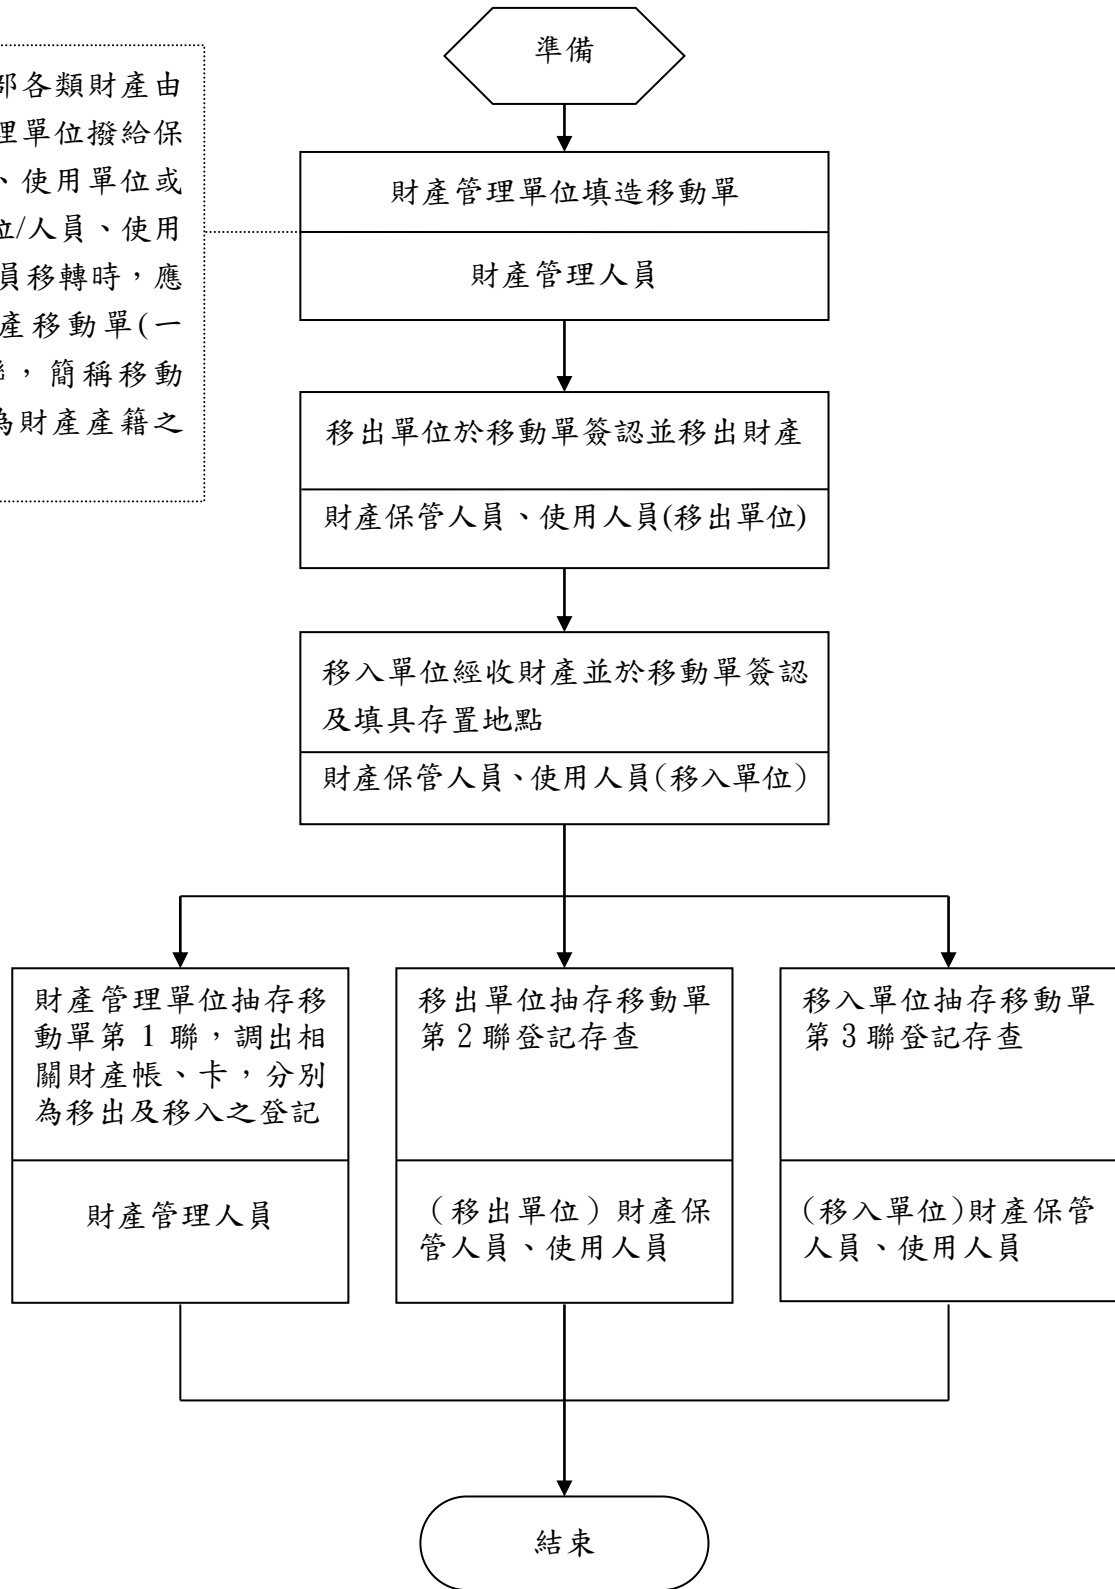 準備
部各類財產由
理單位撥給保
、使用單位或
位/人員、使用
員移轉時，應
產移動單(一
，簡稱移動
為財產產籍之
財產管理單位填造移動單
財產管理人員
移出單位於移動單簽認並移出財產
財產保管人員、使用人員(移出單位)
移入單位經收財產並於移動單簽認
及填具存置地點
財產保管人員、使用人員(移入單位)
財產管理單位抽存移
動單第 1 聯，調出相
關財產帳、卡，分別
為移出及移入之登記
財產管理人員
移出單位抽存移動單
第 2 聯登記存查
（移出單位）財產保
管人員、使用人員
移入單位抽存移動單
第 3 聯登記存查
(移入單位)財產保管
人員、使用人員
結束